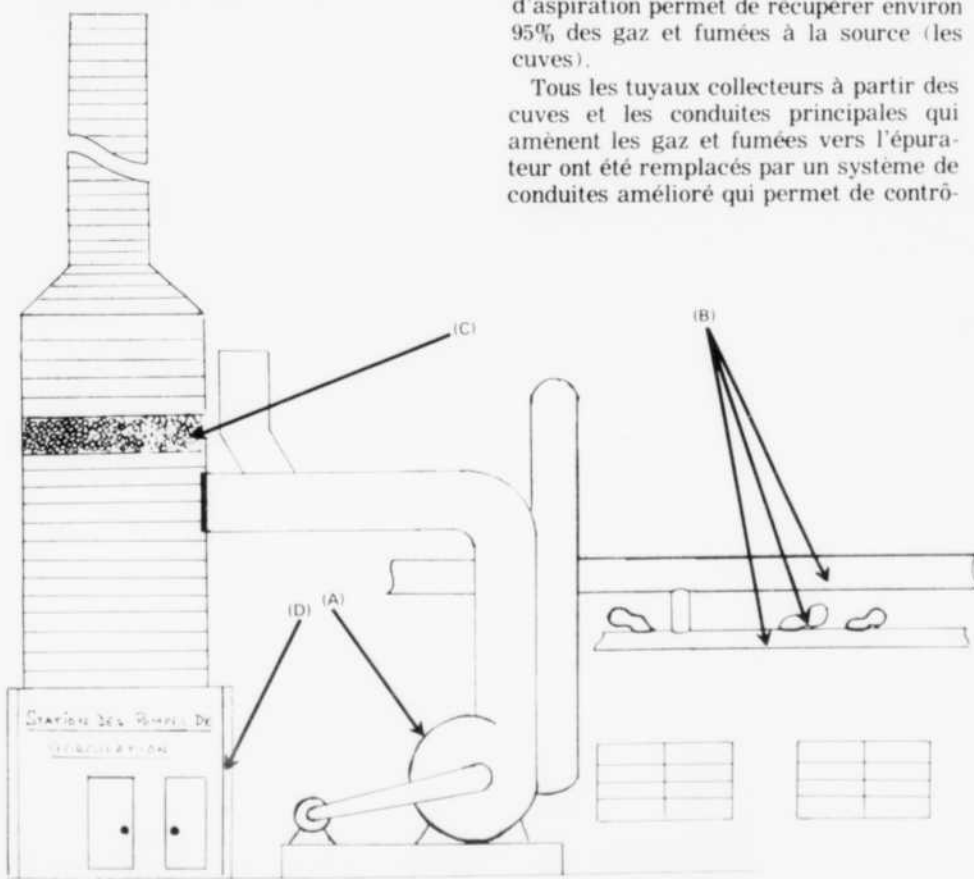 d'aspiration permet de récupérer environ
95% des gaz et fumées à la source (les
cuves).
Tous les tuyaux collecteurs à partir des
cuves et les conduites principales qui
amènent les gaz et fumées vers l'épura-
teur ont été remplacés par un système de
conduites amélioré qui permet de contrô-
(C)
(B)
(D)
(A)
STATION DES POMPES DE